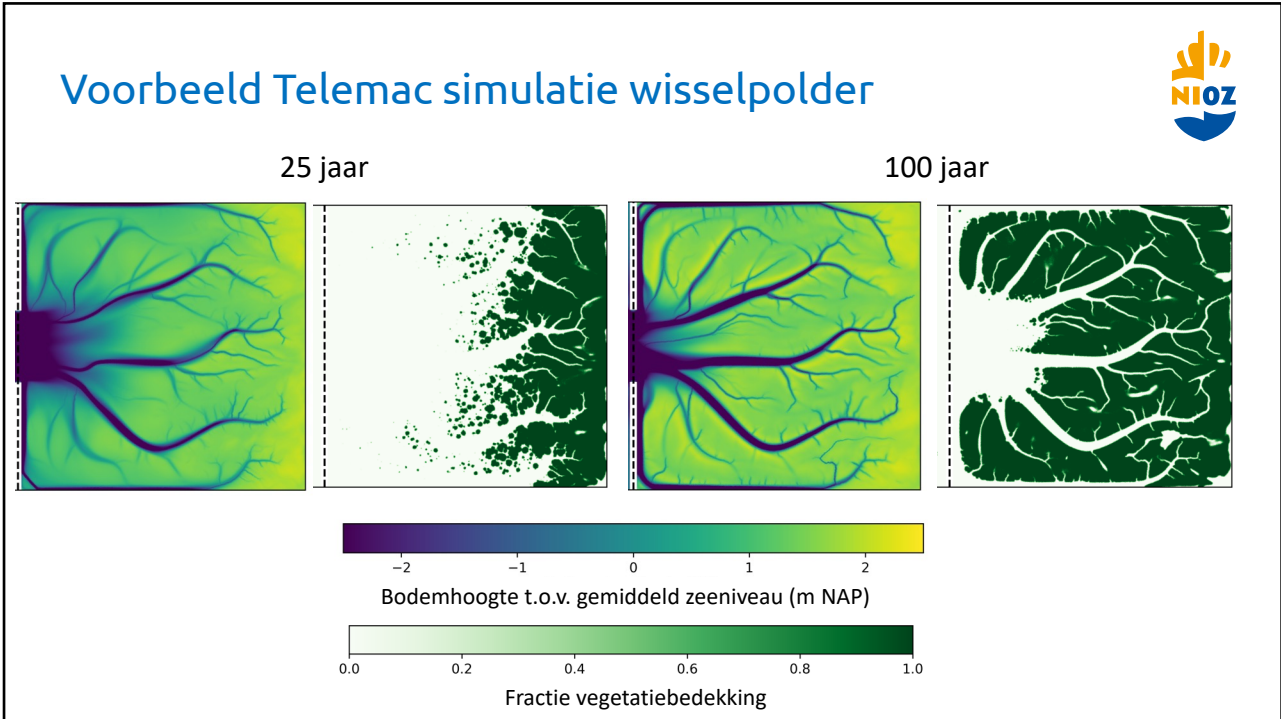 Voorbeeld Telemac simulatie wisselpolder
NIOZ
25 jaar
100 jaar
−2 −1 0 1 2
Bodemhoogte t.o.v. gemiddeld zeeniveau (m NAP)
0.0 0.2 0.4 0.6 0.8 1.0
Fractie vegetatiebedekking